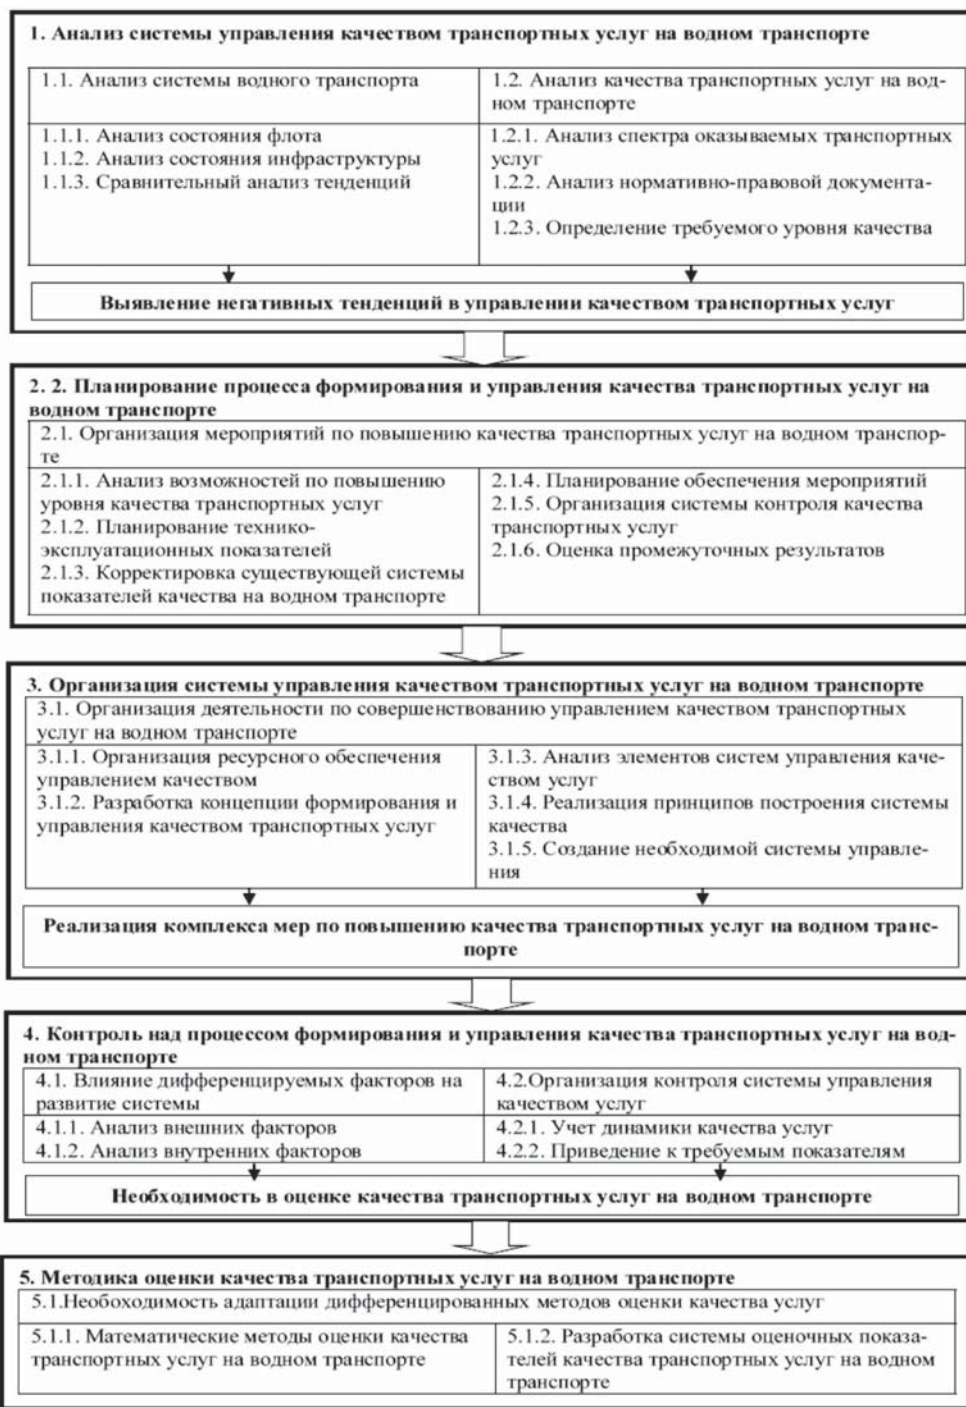 1. Анализ системы управления качеством транспортных услуг на водном транспорте
1.1. Анализ системы водного транспорта
1.2. Анализ качества транспортных услуг на вод-
ном транспорте
1.1.1. Анализ состояния флота
1.1.2. Анализ состояния инфраструктуры
1.1.3. Сравнительный анализ тенденций
1.2.1. Анализ спектра оказываемых транспортных
услуг
1.2.2. Анализ нормативно-правовой документа-
ции
1.2.3. Определение требуемого уровня качества
Выявление негативных тенденций в управлении качеством транспортных услуг
2. 2. Планирование процесса формирования и управления качества транспортных услуг на
водном транспорте
2.1. Организация мероприятий по повышению качества транспортных услуг на водном транспор-
те
2.1.1. Анализ возможностей по повышению
уровня качества транспортных услуг
2.1.2. Планирование технико-
эксплуатационных показателей
2.1.3. Корректировка существующей системы
показателей качества на водном транспорте
2.1.4. Планирование обеспечения мероприятий
2.1.5. Организация системы контроля качества
транспортных услуг
2.1.6. Оценка промежуточных результатов
3. Организация системы управления качеством транспортных услуг на водном транспорте
3.1. Организация деятельности по совершенствованию управлением качеством транспортных
услуг на водном транспорте
3.1.1. Организация ресурсного обеспечения
управлением качеством
3.1.2. Разработка концепции формирования и
управления качеством транспортных услуг
3.1.3. Анализ элементов систем управления каче-
ством услуг
3.1.4. Реализация принципов построения системы
качества
3.1.5. Создание необходимой системы управле-
ния
Реализация комплекса мер по повышению качества транспортных услуг на водном транс-
порте
4. Контроль над процессом формирования и управления качества транспортных услуг на вод-
ном транспорте
4.1. Влияние дифференцируемых факторов на
развитие системы
4.2.Организация контроля системы управления
качеством услуг
4.1.1. Анализ внешних факторов
4.1.2. Анализ внутренних факторов
4.2.1. Учет динамики качества услуг
4.2.2. Приведение к требуемым показателям
Необходимость в оценке качества транспортных услуг на водном транспорте
5. Методика оценки качества транспортных услуг на водном транспорте
5.1.Необоходимость адаптации дифференцированных методов оценки качества услуг
5.1.1. Математические методы оценки качества
транспортных услуг на водном транспорте
5.1.2. Разработка системы оценочных показа-
телей качества транспортных услуг на водном
транспорте